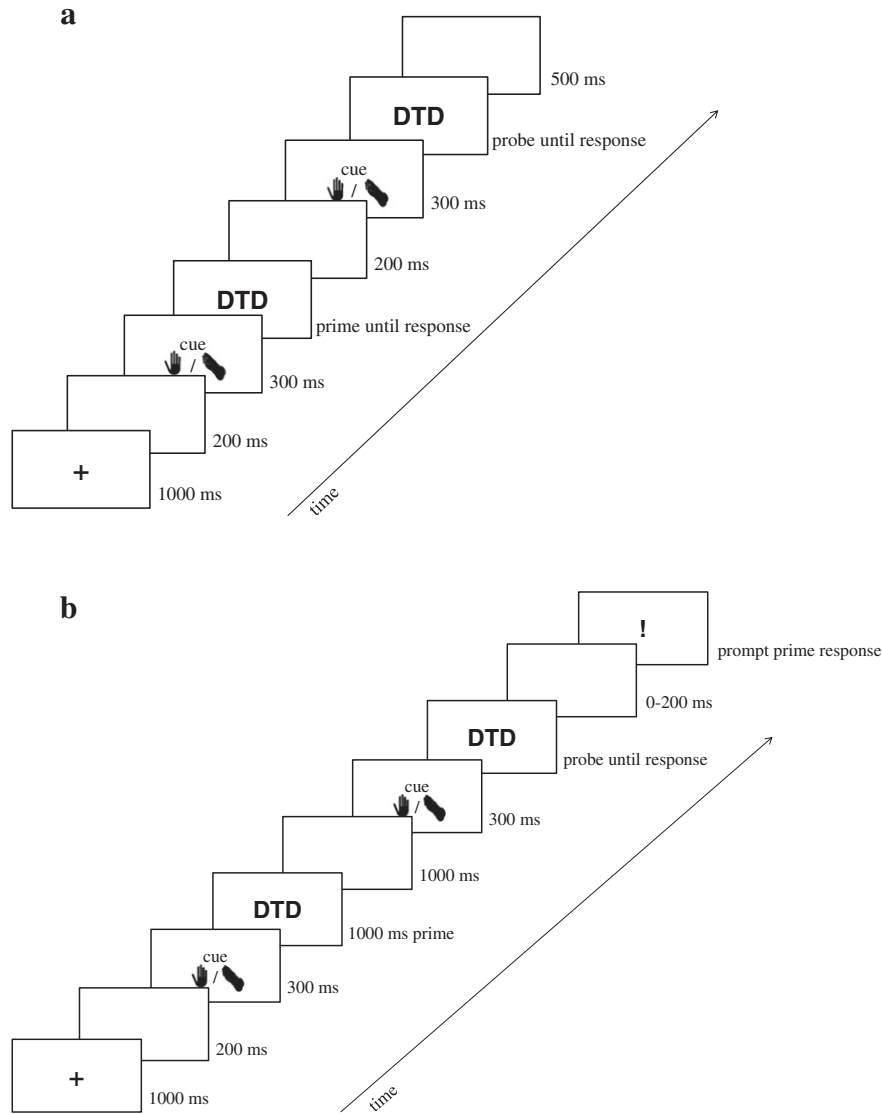 a
500 ms
DTD
probe until response
cue
/
300 ms
200 ms
DTD
prime until response
cue
/
300 ms
200 ms
+
1000 ms
time
b
!
prompt prime response
0-200 ms
DTD
probe until response
cue
/
300 ms
1000 ms
DTD
1000 ms prime
cue
/
300 ms
200 ms
+
1000 ms
time